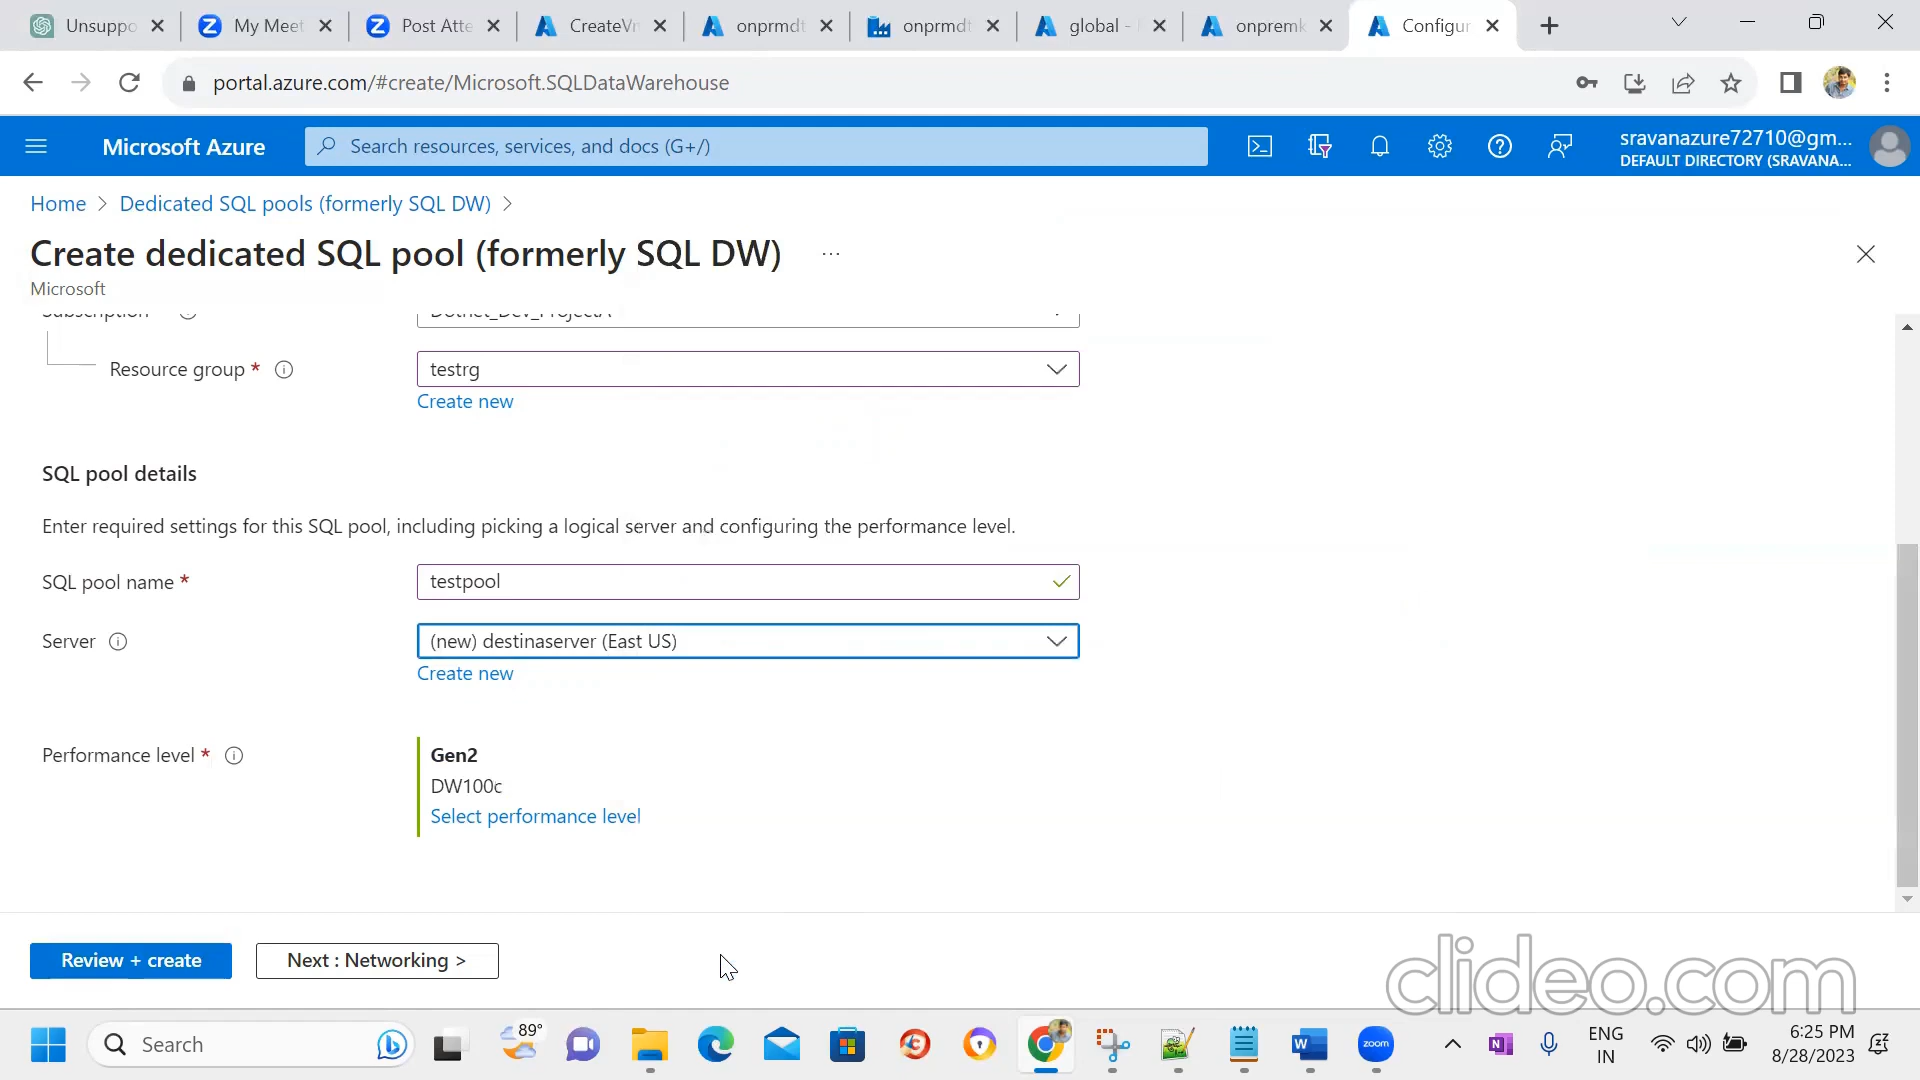 Unsuppo
My Meet
Post Atte
CreateVn
onprmdt
onprmdt
global -
onpremk
Configur
portal.azure.com/#create/Microsoft.SQLDataWarehouse
Microsoft Azure
Search resources, services, and docs (G+/)
sravanazure72710@gm...
DEFAULT DIRECTORY (SRAVANA...
Home > Dedicated SQL pools (formerly SQL DW) >
Create dedicated SQL pool (formerly SQL DW) ...
Microsoft
Subscription
Dotnet_Dev_ProjectA
Resource group *
testrg
Create new
SQL pool details
Enter required settings for this SQL pool, including picking a logical server and configuring the performance level.
SQL pool name *
testpool
Server
(new) destinaserver (East US)
Create new
Performance level *
Gen2
DW100c
Select performance level
Review + create
Next : Networking >
clideo.com
Search
89°
zoom
ENG
IN
6:25 PM
8/28/2023